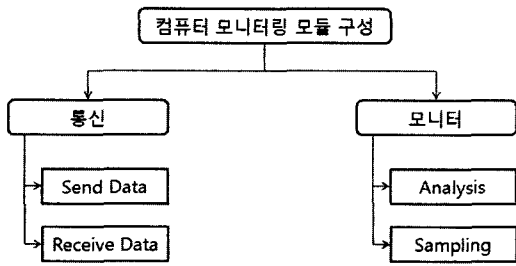 컴퓨터 모니터링 모듈 구성
통신
모니터
Send Data
Analysis
Receive Data
Sampling